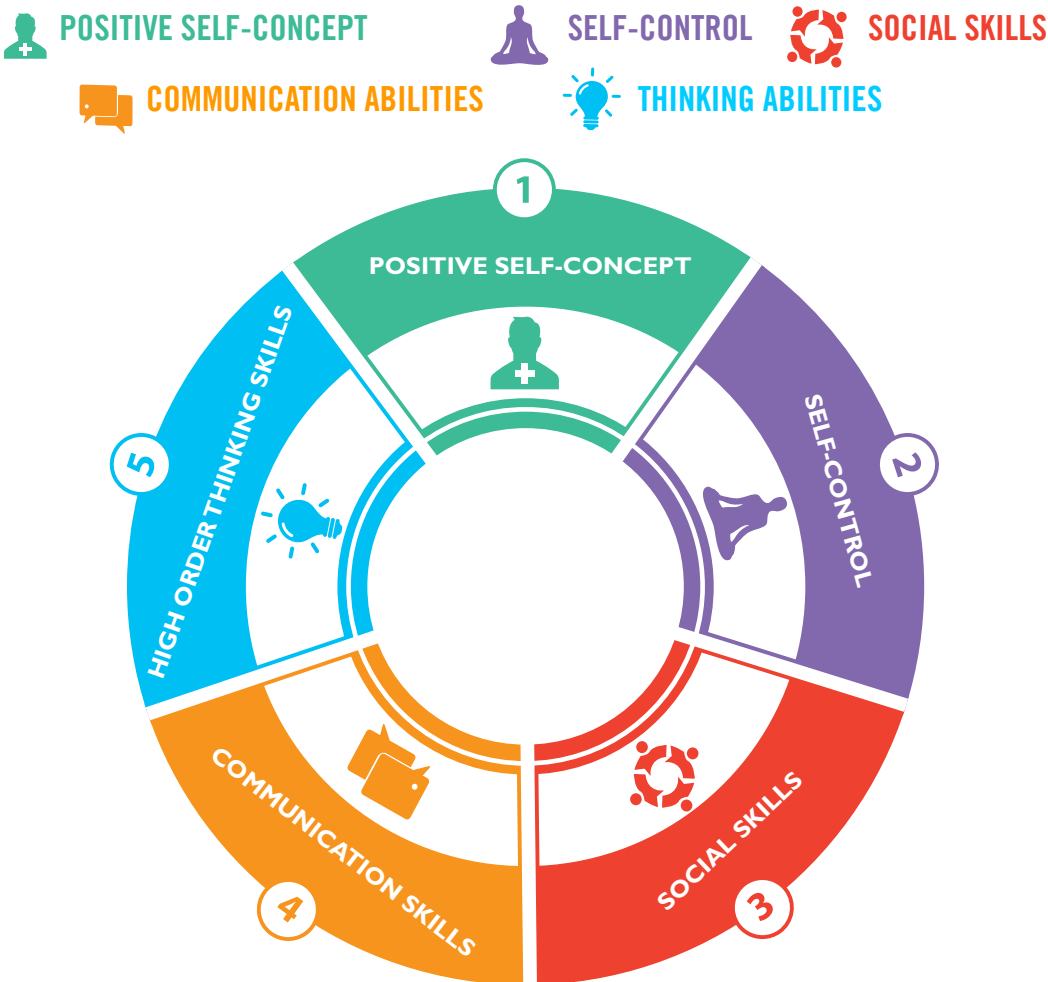 POSITIVE SELF-CONCEPT
SELF-CONTROL
SOCIAL SKILLS
COMMUNICATION ABILITIES
THINKING ABILITIES
1
POSITIVE SELF-CONCEPT
2
SELF-CONTROL
3
SOCIAL SKILLS
4
COMMUNICATION SKILLS
5
HIGH ORDER THINKING SKILLS